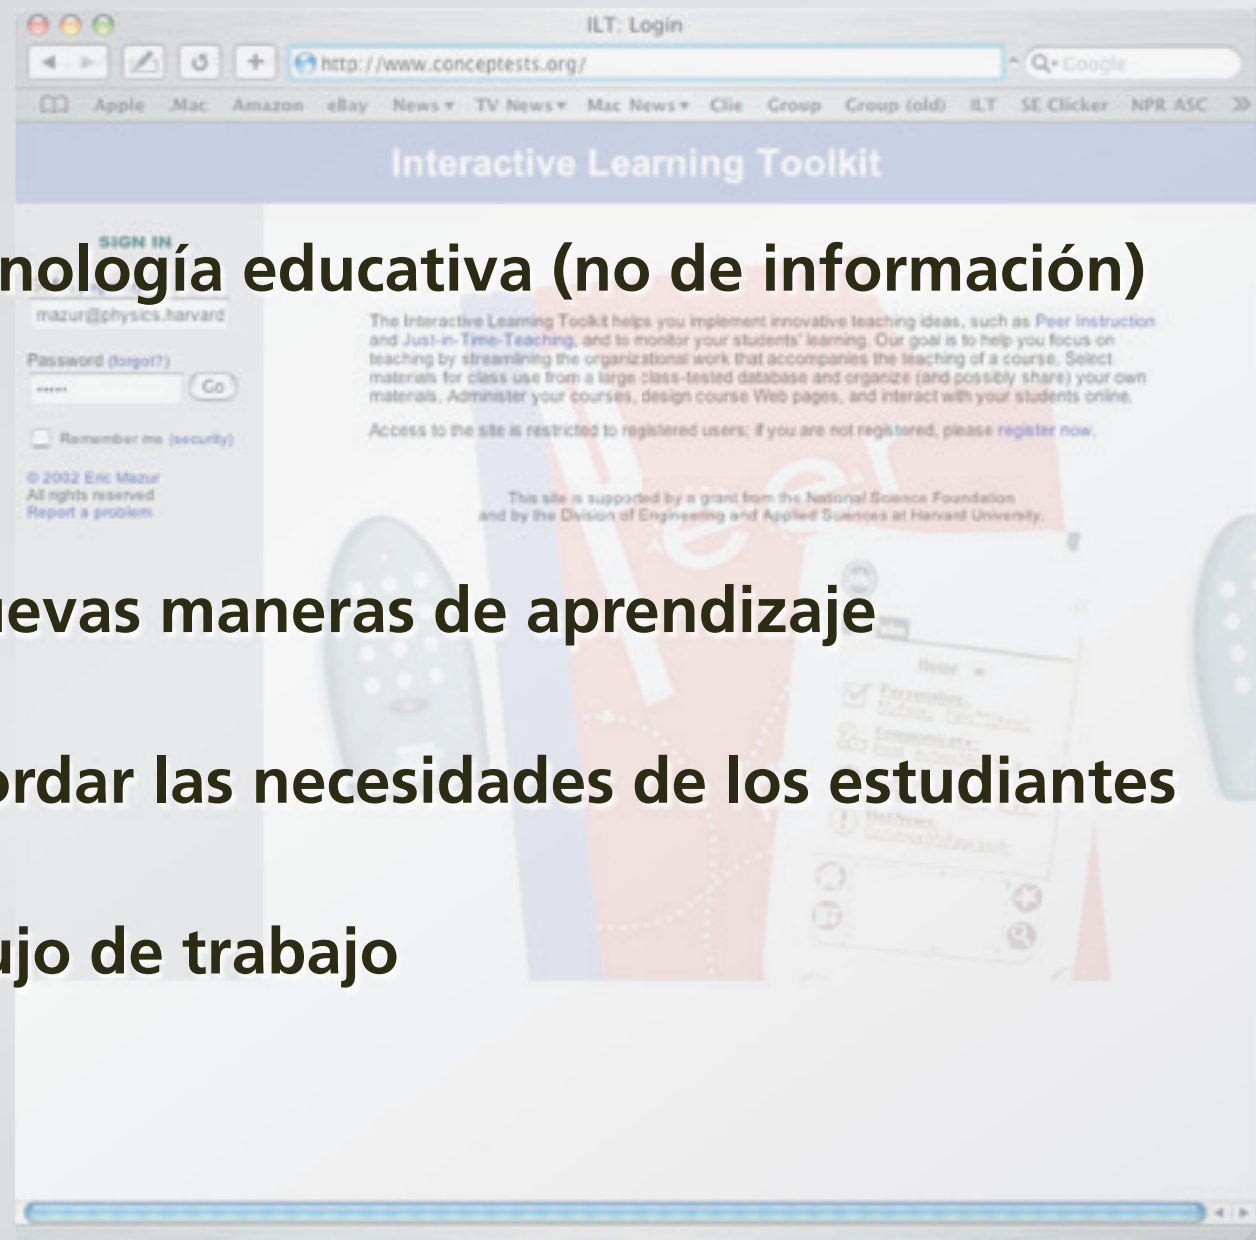 ILT: Login
http://www.conceptests.org/
Google
Apple .Mac Amazon eBay News TV News Mac News Clie Group Group (old) ILT SE Clicker NPR ASC
Interactive Learning Toolkit
SIGN IN
nología educativa (no de información)
mazur@physics.harvard
The Interactive Learning Toolkit helps you implement innovative teaching ideas, such as Peer Instruction
and Just-in-Time-Teaching, and to monitor your students' learning. Our goal is to help you focus on
teaching by streamlining the organizational work that accompanies the teaching of a course. Select
materials for class use from a large class-tested database and organize (and possibly share) your own
materials. Administer your courses, design course Web pages, and interact with your students online.
Password (forgot?)
Go
Access to the site is restricted to registered users; if you are not registered, please register now.
Remember me (security)
© 2002 Eric Mazur
All rights reserved
Report a problem
This site is supported by a grant from the National Science Foundation
and by the Division of Engineering and Applied Sciences at Harvard University.
Peer
uevas maneras de aprendizaje
Home
Personalize
ordar las necesidades de los estudiantes
ujo de trabajo